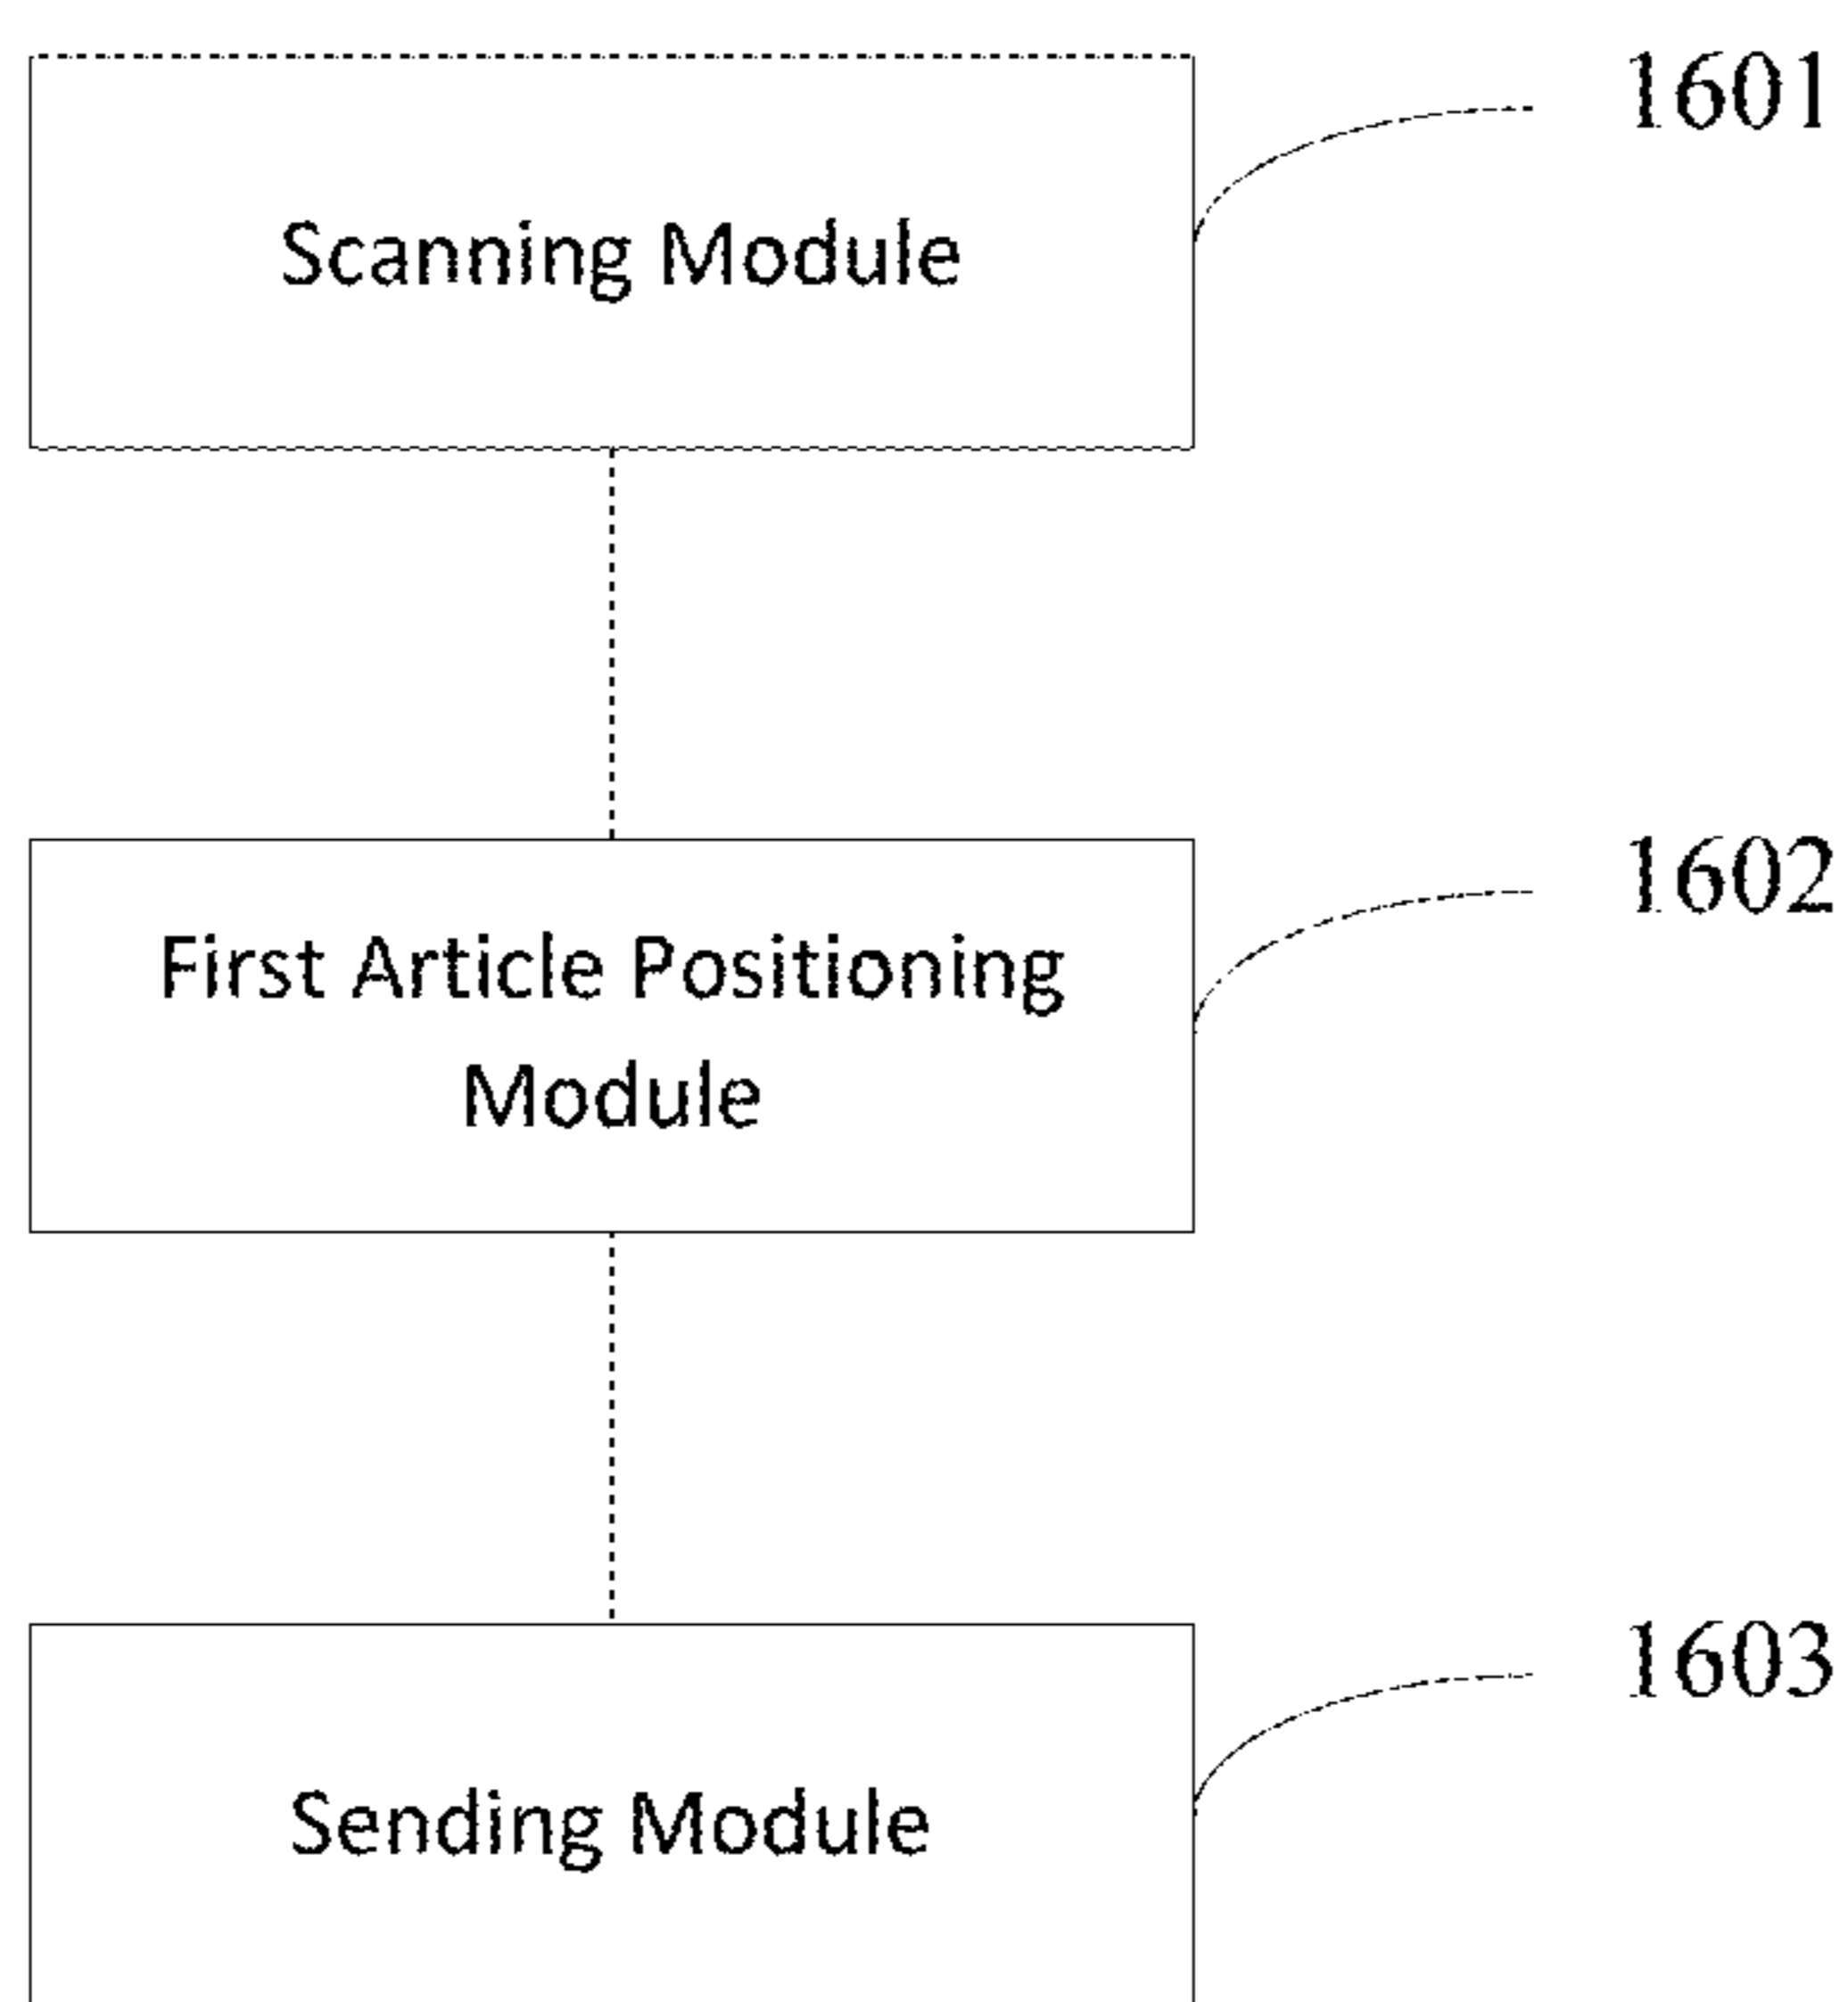 1601
Scanning Module
1602
First Article Positioning
Module
1603
Sending Module